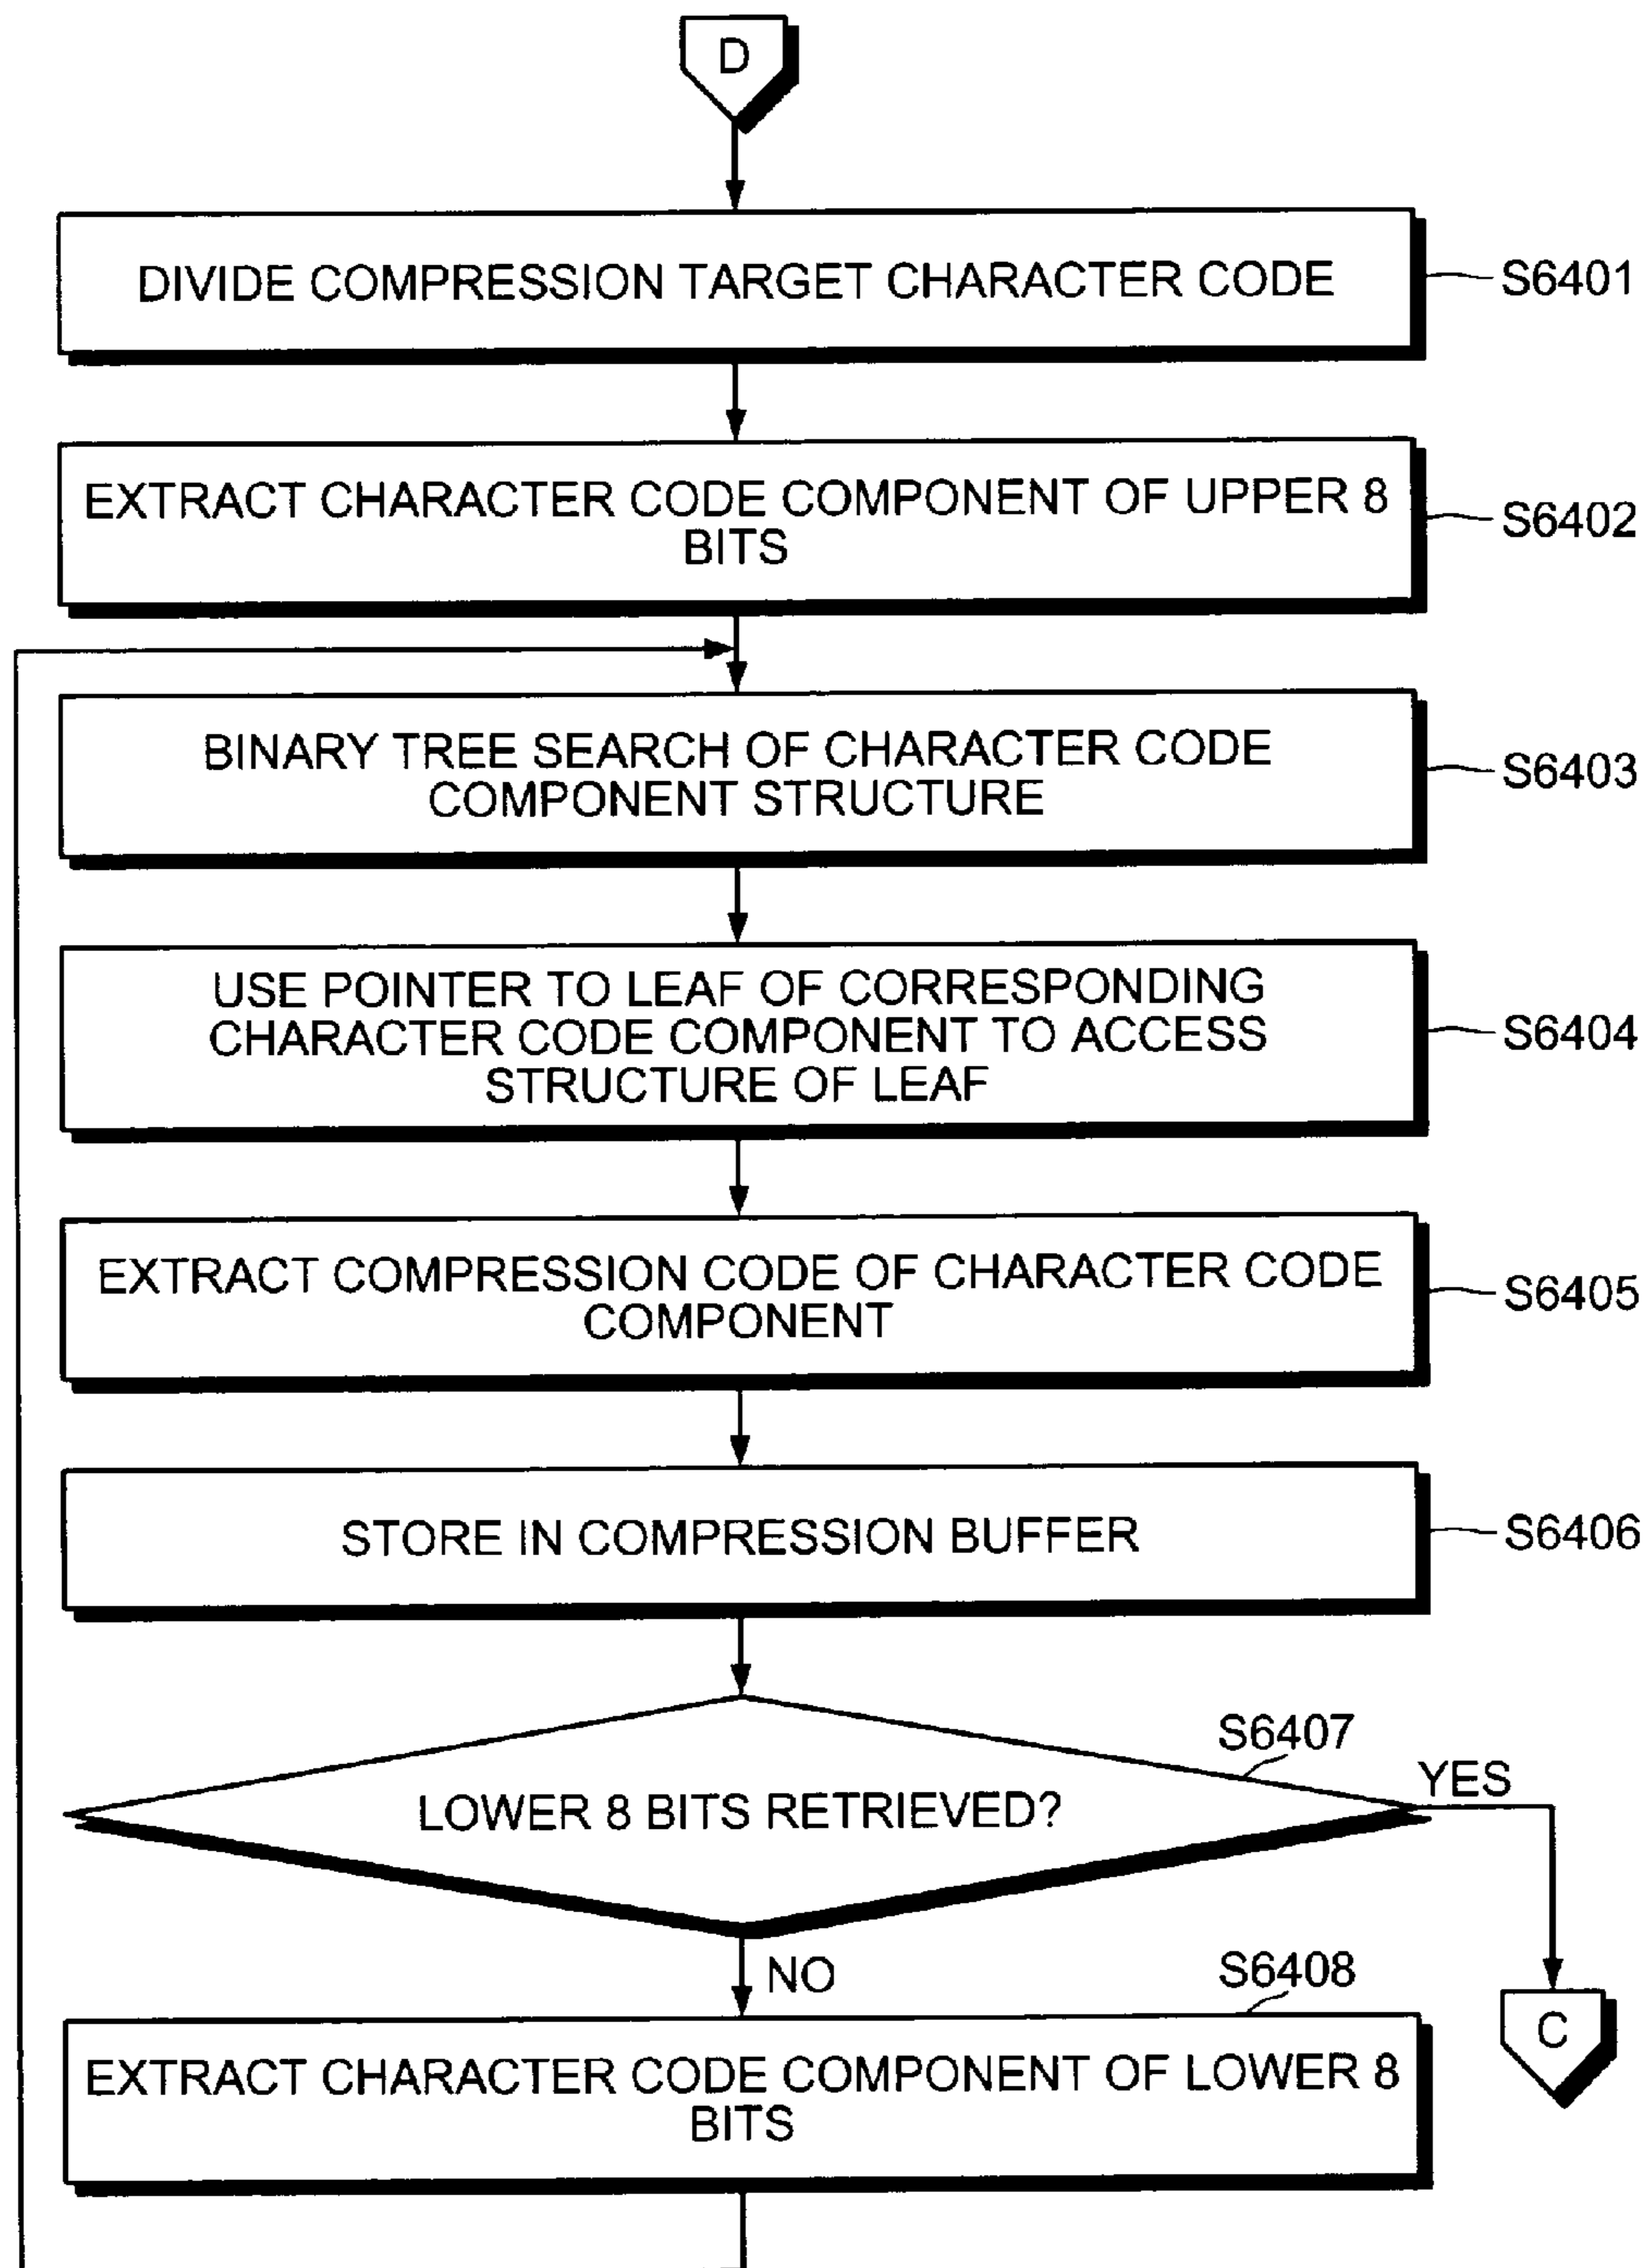 D
DIVIDE COMPRESSION TARGET CHARACTER CODE
S6401
EXTRACT CHARACTER CODE COMPONENT OF UPPER 8
BITS
S6402
BINARY TREE SEARCH OF CHARACTER CODE
COMPONENT STRUCTURE
S6403
USE POINTER TO LEAF OF CORRESPONDING
CHARACTER CODE COMPONENT TO ACCESS
STRUCTURE OF LEAF
S6404
EXTRACT COMPRESSION CODE OF CHARACTER CODE
COMPONENT
S6405
STORE IN COMPRESSION BUFFER
S6406
S6407
YES
LOWER 8 BITS RETRIEVED?
NO
S6408
C
EXTRACT CHARACTER CODE COMPONENT OF LOWER 8
BITS